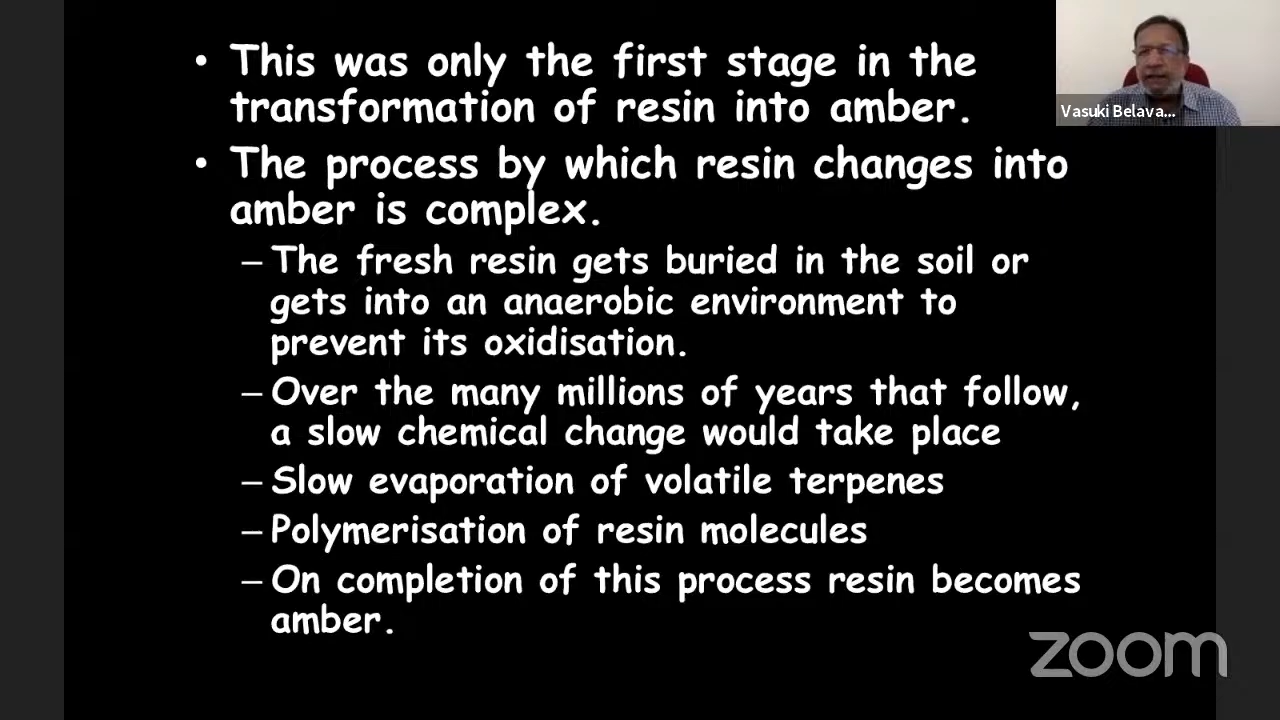 • This was only the first stage in the
transformation of resin into amber.
• The process by which resin changes into
amber is complex.
– The fresh resin gets buried in the soil or
gets into an anaerobic environment to
prevent its oxidisation.
– Over the many millions of years that follow,
a slow chemical change would take place
– Slow evaporation of volatile terpenes
– Polymerisation of resin molecules
– On completion of this process resin becomes
amber.
Vasuki Belava...
zoom